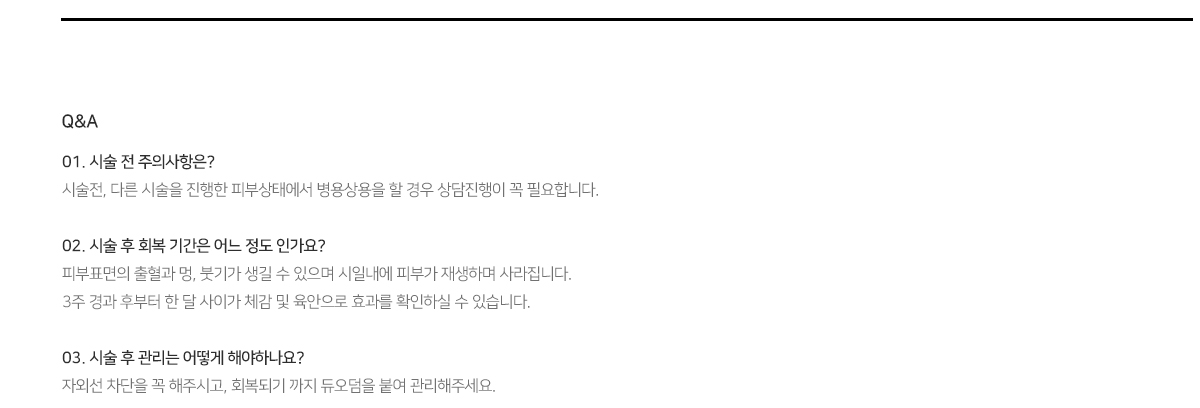 Q&A
01. 시술 전 주의사항은?
시술전, 다른 시술을 진행한 피부상태에서 병용상용을 할 경우 상담진행이 꼭 필요합니다.
02. 시술 후 회복 기간은 어느 정도 인가요?
피부표면의 출혈과 멍, 붓기가 생길 수 있으며 시일내에 피부가 재생하며 사라집니다.
3주 경과 후부터 한 달 사이가 체감 및 육안으로 효과를 확인하실 수 있습니다.
03. 시술 후 관리는 어떻게 해야하나요?
자외선 차단을 꼭 해주시고, 회복되기 까지 듀오덤을 붙여 관리해주세요.